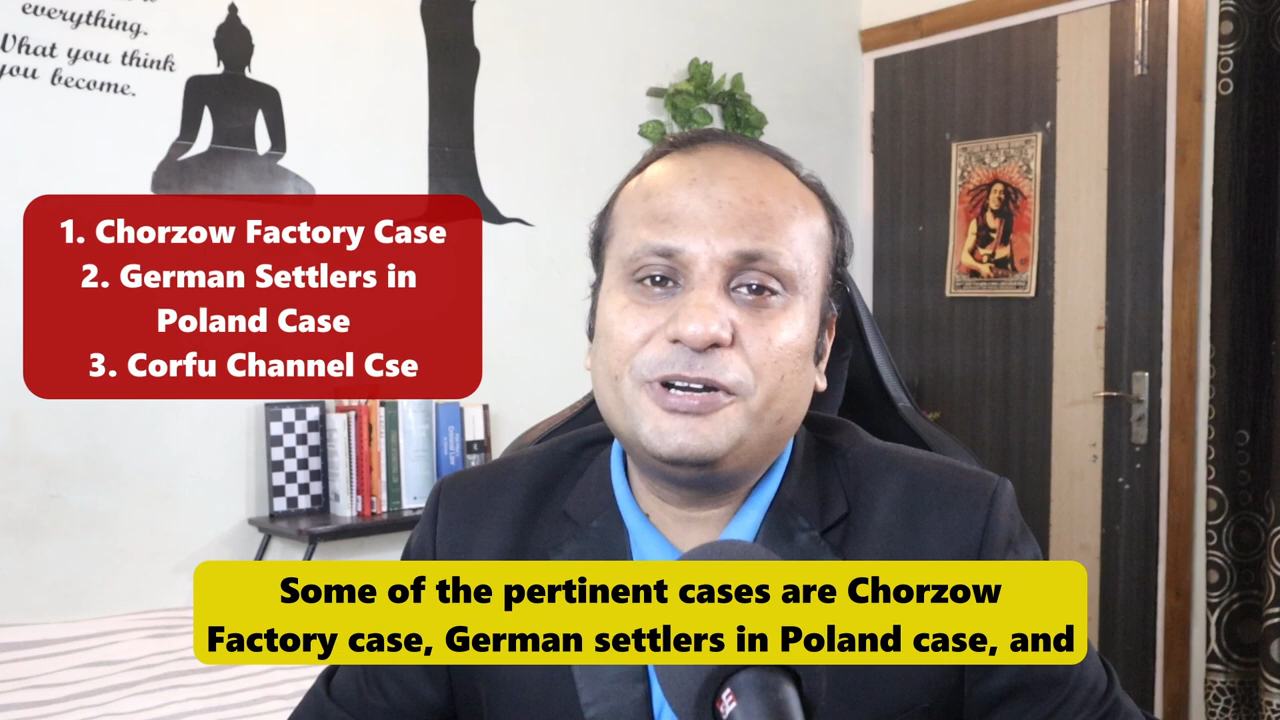 everything.
What you think
you become.
1. Chorzow Factory Case
2. German Settlers in
Poland Case
3. Corfu Channel Cse
Some of the pertinent cases are Chorzow
Factory case, German settlers in Poland case, and